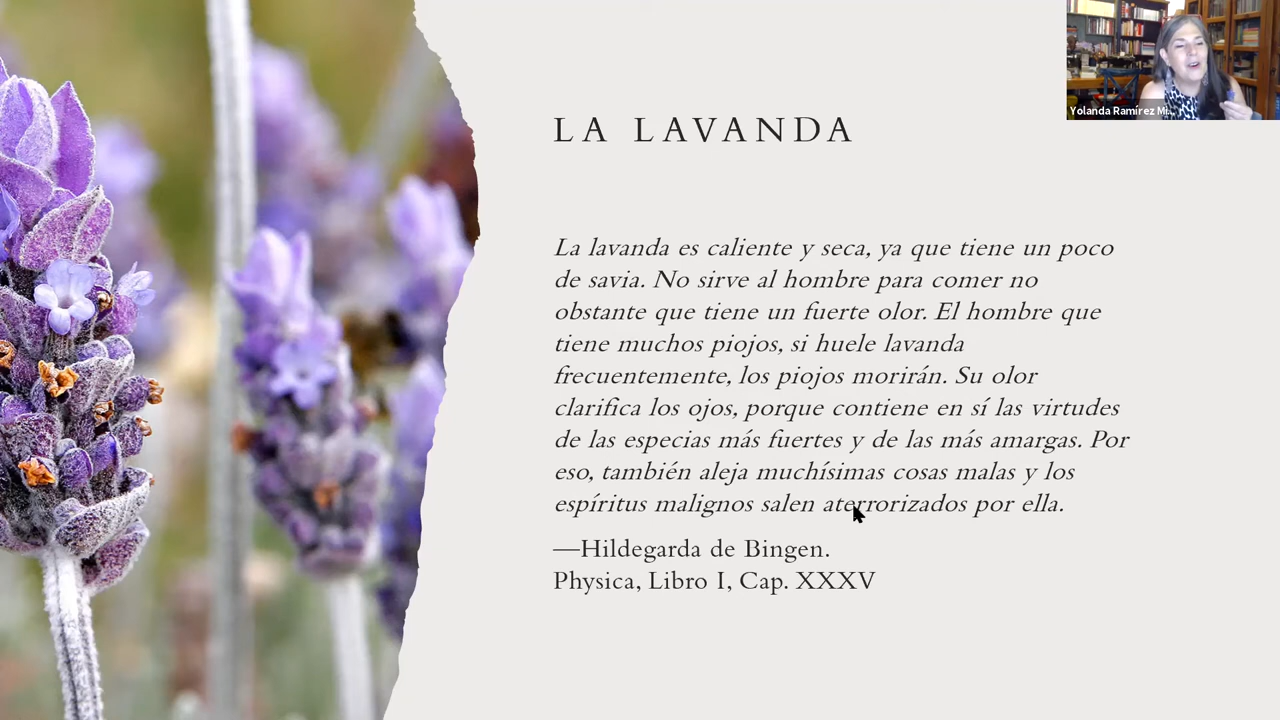 Yolanda Ramírez Mi...
LA LAVANDA
La lavanda es caliente y seca, ya que tiene un poco
de savia. No sirve al hombre para comer no
obstante que tiene un fuerte olor. El hombre que
tiene muchos piojos, si huele lavanda
frecuentemente, los piojos morirán. Su olor
clarifica los ojos, porque contiene en sí las virtudes
de las especias más fuertes y de las más amargas. Por
eso, también aleja muchísimas cosas malas y los
espíritus malignos salen aterrorizados por ella.
—Hildegarda de Bingen.
Physica, Libro I, Cap. XXXV